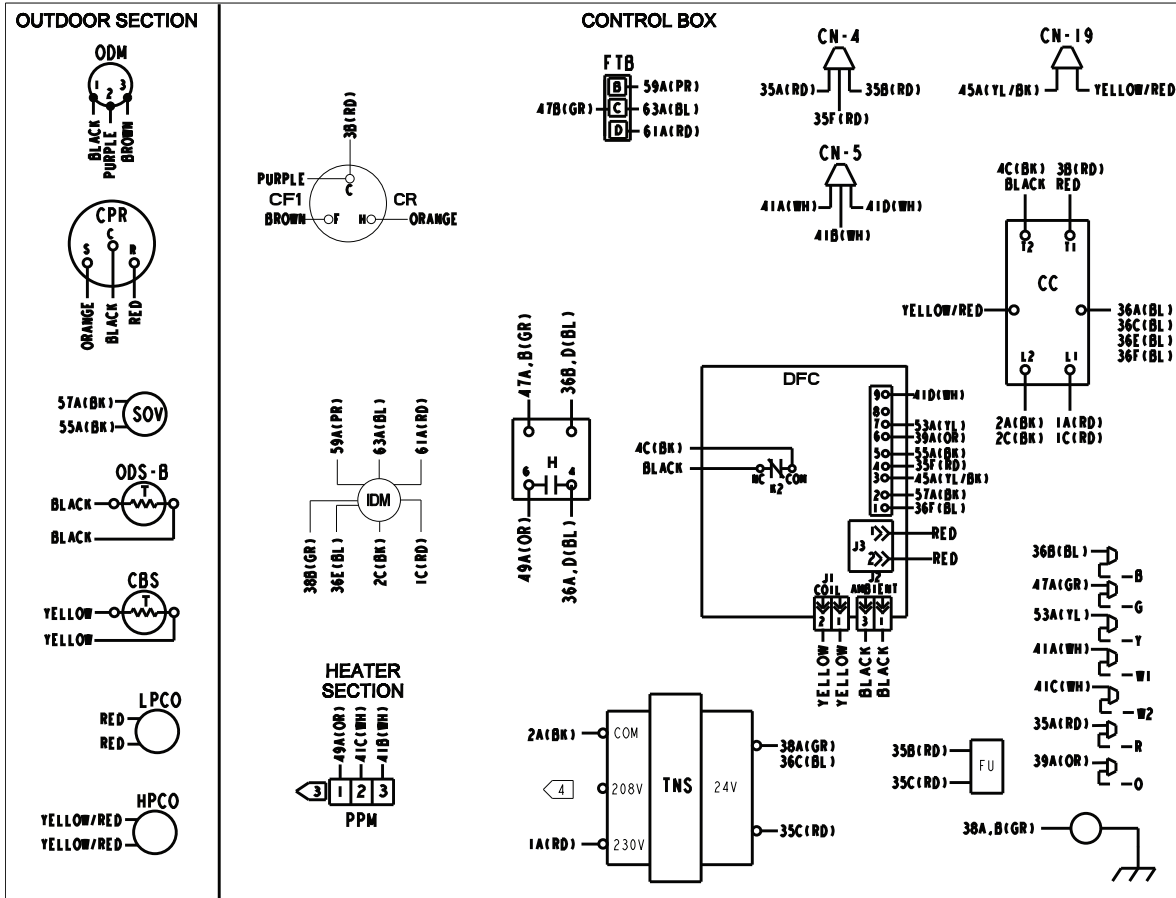 OUTDOOR SECTION
ODM
1 2 3
BLACK
PURPLE
BROWN
CPR
C
S
R
ORANGE
BLACK
RED
57A(BK)
55A(BK)
SOV
ODS-B
T
BLACK
BLACK
CBS
T
YELLOW
YELLOW
LPCO
RED
RED
HPCO
YELLOW/RED
YELLOW/RED
CONTROL BOX
3B(RD)
PURPLE
C
CF1
CR
BROWN
F
H
ORANGE
FTB
B
59A(PR)
47B(GR)
C
63A(BL)
D
61A(RD)
CN-4
35A(RD)
35B(RD)
35F(RD)
CN-19
45A(YL/BK)
YELLOW/RED
CN-5
41A(WH)
41D(WH)
41B(WH)
4C(BK) 3B(RD)
BLACK RED
T2
T1
CC
YELLOW/RED
36A(BL)
36C(BL)
36E(BL)
36F(BL)
L2
L1
2A(BK) 1A(RD)
2C(BK) 1C(RD)
59A(PR)
63A(BL)
61A(RD)
IDM
38B(GR)
36E(BL)
2C(BK)
1C(RD)
47A,B(GR)
36B,D(BL)
6
H
4
49A(OR)
36A,D(BL)
DFC
4C(BK)
BLACK
NC
K2
COM
9
41D(WH)
8
7
53A(YL)
6
39A(OR)
5
55A(BK)
4
35F(RD)
3
45A(YL/BK)
2
57A(BK)
1
36F(BL)
J3
1
RED
2
RED
J1
COIL
J2
AMBIENT
2
1
3
1
YELLOW
YELLOW
BLACK
BLACK
HEATER
SECTION
49A(OR)
41C(WH)
41B(WH)
3
1
2
3
PPM
2A(BK)
COM
4
208V
1A(RD)
230V
TNS
24V
38A(GR)
36C(BL)
35C(RD)
35B(RD)
35C(RD)
FU
36B(BL)
B
47A(GR)
G
53A(YL)
Y
41A(WH)
W1
41C(WH)
W2
35A(RD)
R
39A(OR)
O
38A,B(GR)